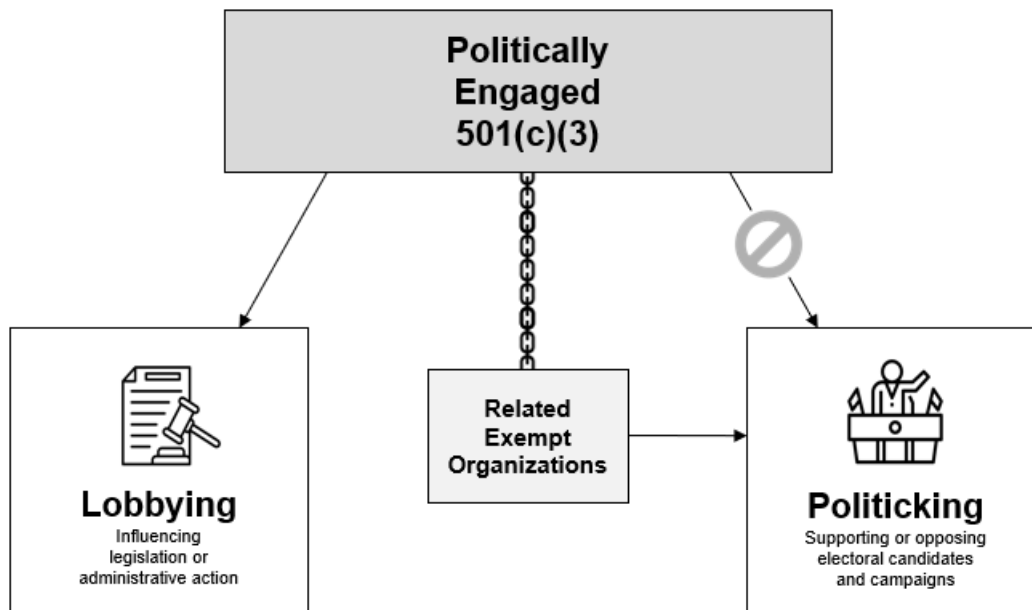 Politically
Engaged
501(c)(3)
Related
Exempt
Organizations
Lobbying
Influencing
legislation or
administrative action
Politicking
Supporting or opposing
electoral candidates
and campaigns